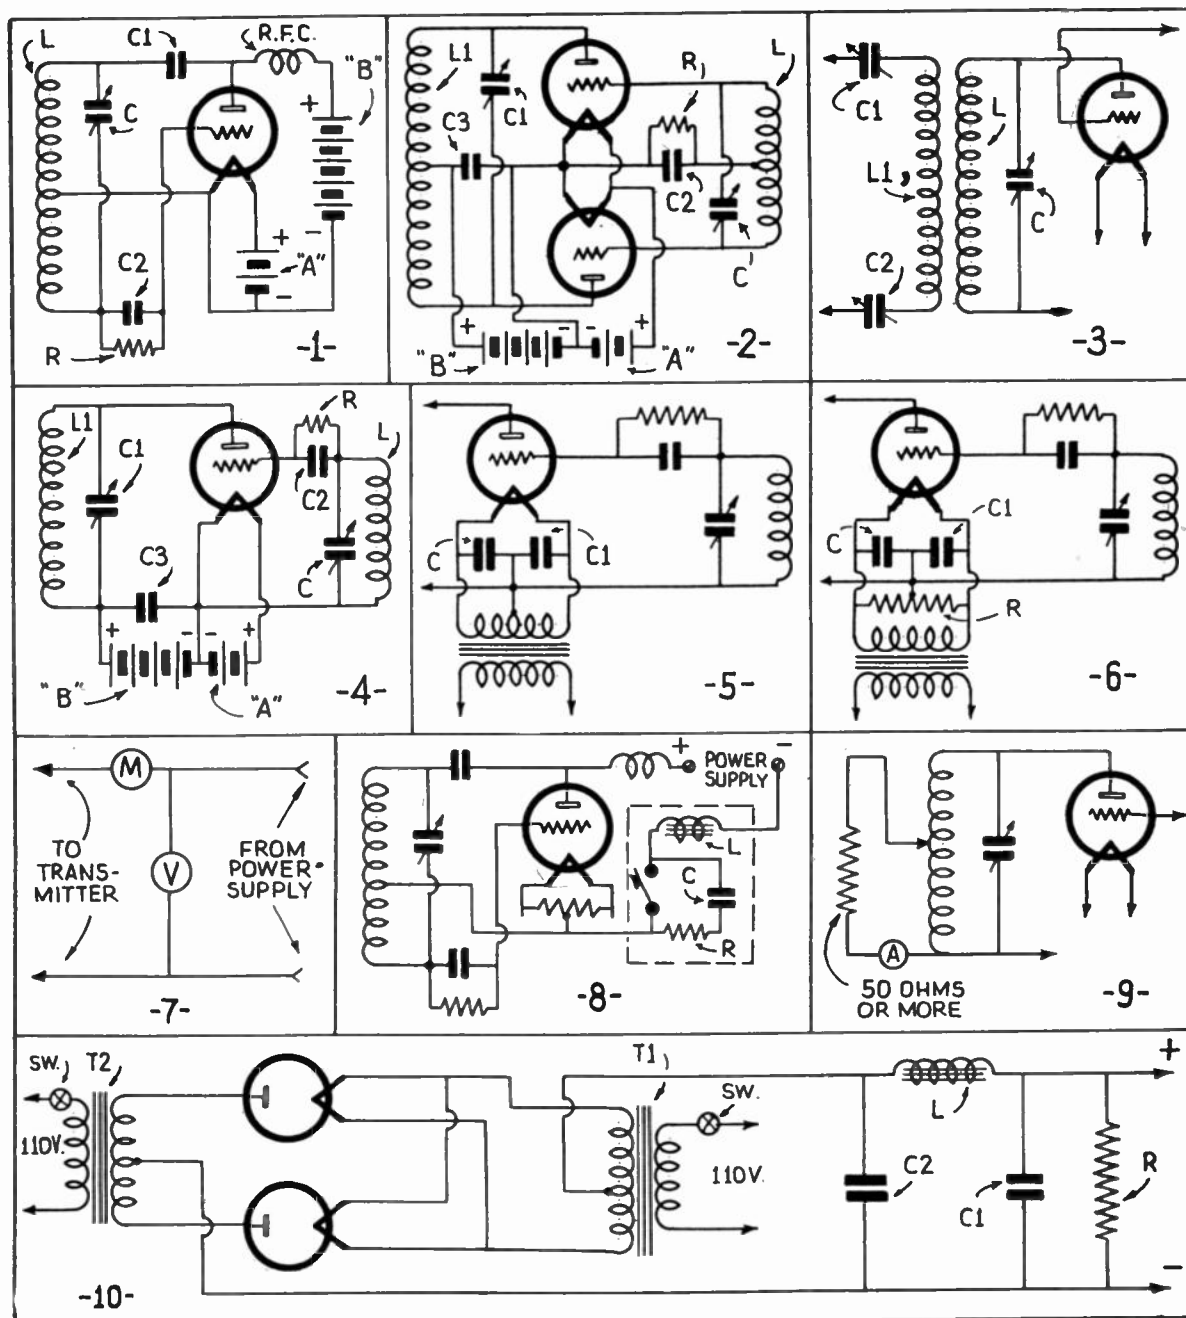 L
C1
R.F.C.
"B"
+
C
C2
+
"A"
-
-
R
-1-
L1
C1
C3
R
L
C2
C
+
- -
+
"B"
"A"
-2-
C1
L
L1
C
C2
-3-
L1
C1
R
L
C2
C3
C
+
- -
+
"B"
"A"
-4-
C
C1
-5-
C
C1
R
-6-
M
TO
TRANS-
MITTER
V
FROM
POWER-
SUPPLY
-7-
+
POWER
SUPPLY
-
L
C
R
-8-
A
50 OHMS
OR MORE
-9-
SW.
T2
110V.
T1
SW.
110V.
L
C2
C1
R
+
-
-10-